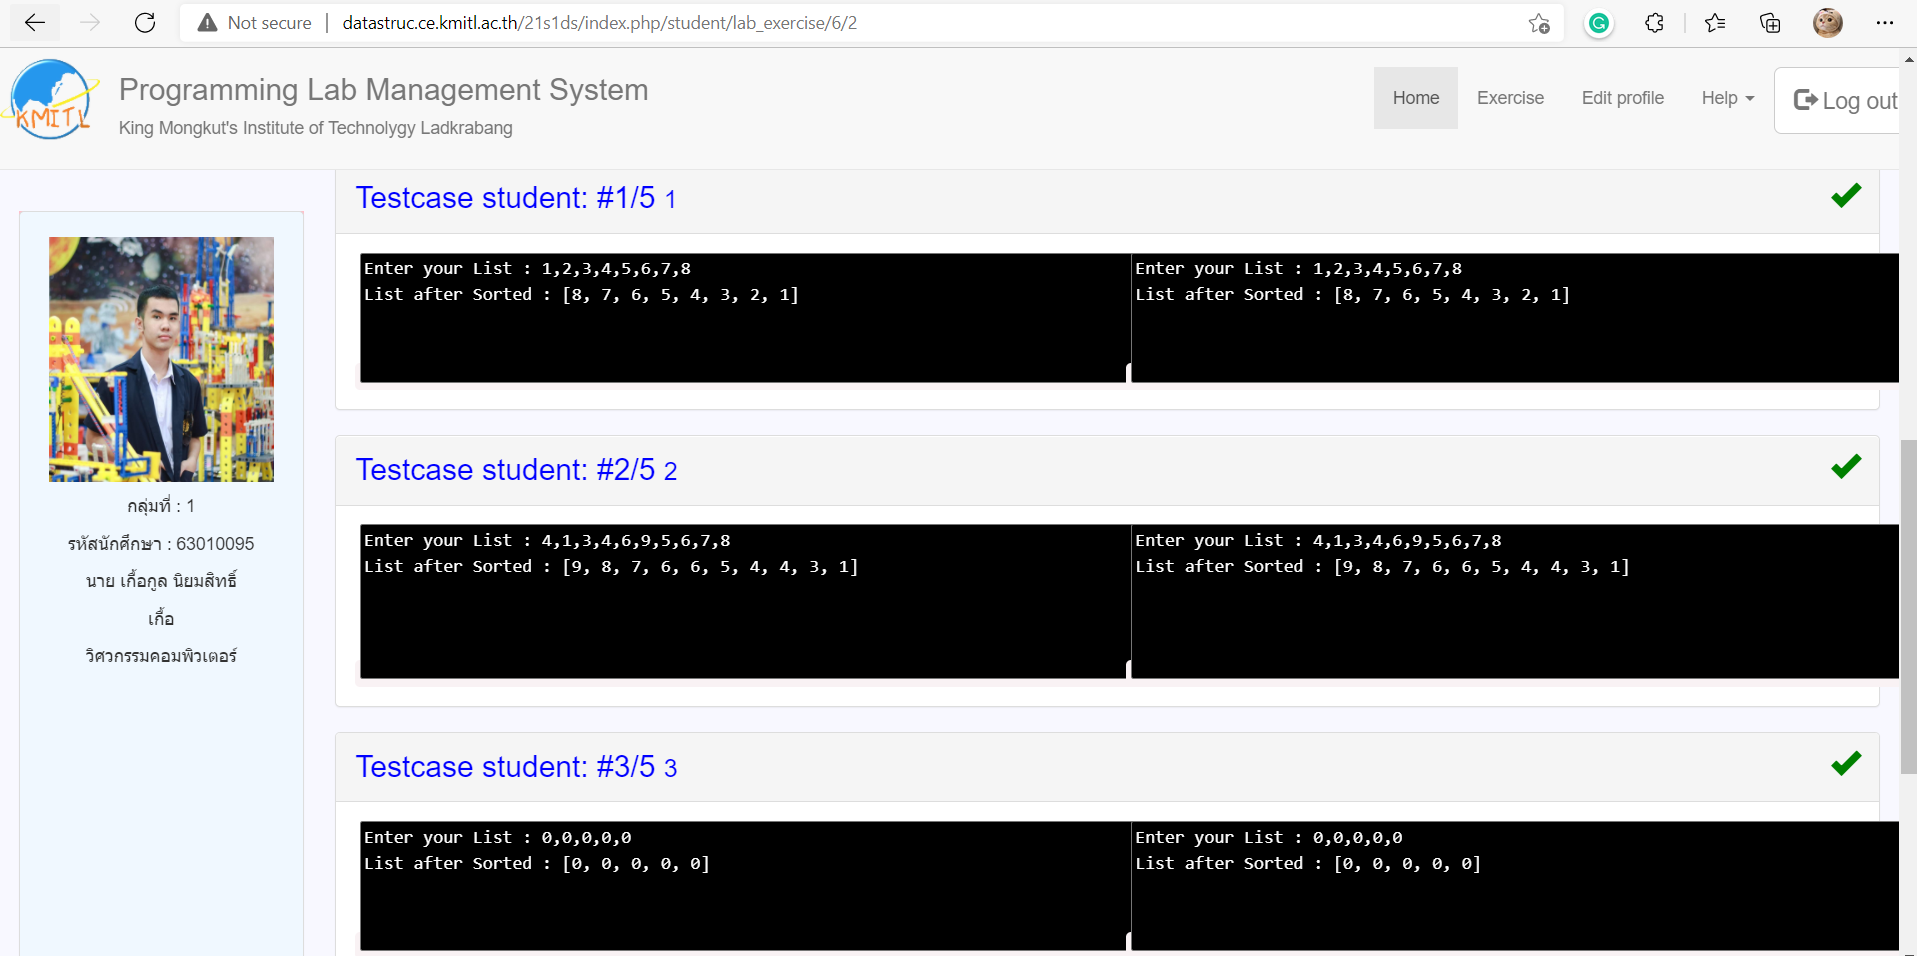 Not secure | datastruc.ce.kmitl.ac.th/21s1ds/index.php/student/lab_exercise/6/2
KMITL
Programming Lab Management System
King Mongkut's Institute of Technolygy Ladkrabang
Home
Exercise
Edit profile
Help
Log out
กลุ่มที่ : 1
รหัสนักศึกษา : 63010095
นาย เกื้อกูล นิยมสิทธิ์
เกื้อ
วิศวกรรมคอมพิวเตอร์
Testcase student: #1/5 1
Enter your List : 1,2,3,4,5,6,7,8
List after Sorted : [8, 7, 6, 5, 4, 3, 2, 1]
Enter your List : 1,2,3,4,5,6,7,8
List after Sorted : [8, 7, 6, 5, 4, 3, 2, 1]
Testcase student: #2/5 2
Enter your List : 4,1,3,4,6,9,5,6,7,8
List after Sorted : [9, 8, 7, 6, 6, 5, 4, 4, 3, 1]
Enter your List : 4,1,3,4,6,9,5,6,7,8
List after Sorted : [9, 8, 7, 6, 6, 5, 4, 4, 3, 1]
Testcase student: #3/5 3
Enter your List : 0,0,0,0,0
List after Sorted : [0, 0, 0, 0, 0]
Enter your List : 0,0,0,0,0
List after Sorted : [0, 0, 0, 0, 0]